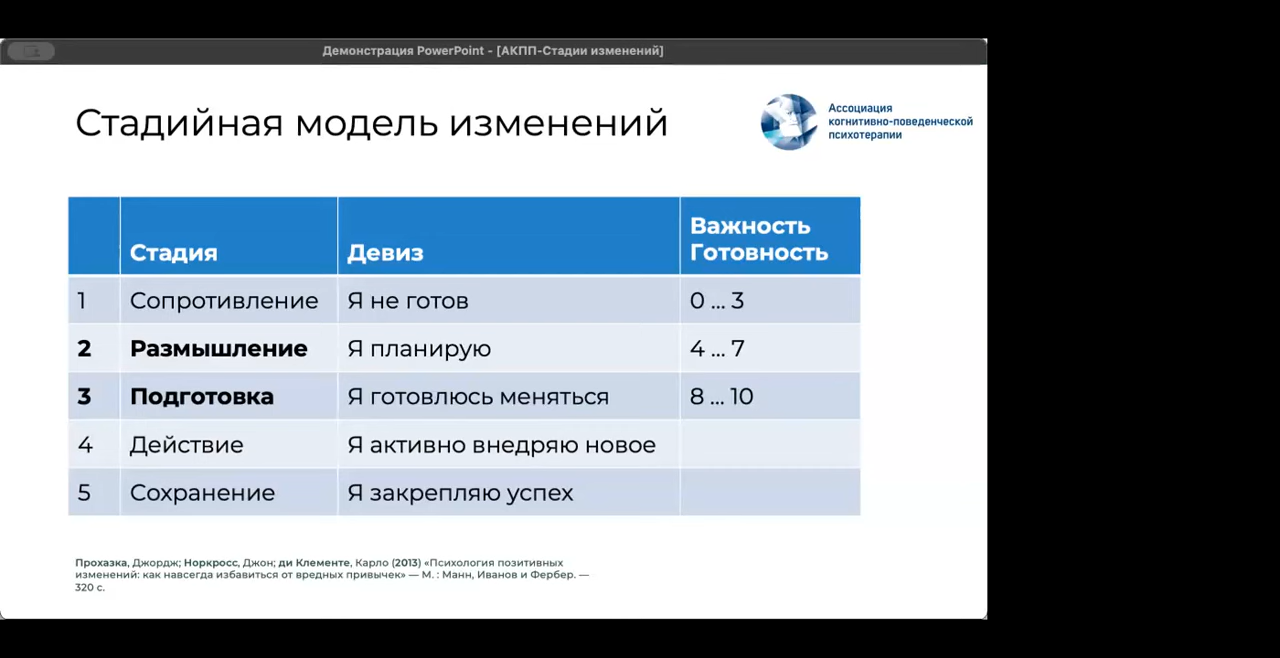 Демонстрация PowerPoint - [АКПП-Стадии изменений]
Стадийная модель изменений
Ассоциация
когнитивно-поведенческой
психотерапии
Стадия Девиз Важность Готовность
1 Сопротивление Я не готов 0 ... 3
2 Размышление Я планирую 4 ... 7
3 Подготовка Я готовлюсь меняться 8 ... 10
4 Действие Я активно внедряю новое
5 Сохранение Я закрепляю успех
Прохазка, Джордж; Норкросс, Джон; ди Клементе, Карло (2013) «Психология позитивных
изменений: как навсегда избавиться от вредных привычек» — М. : Манн, Иванов и Фербер. —
320 с.